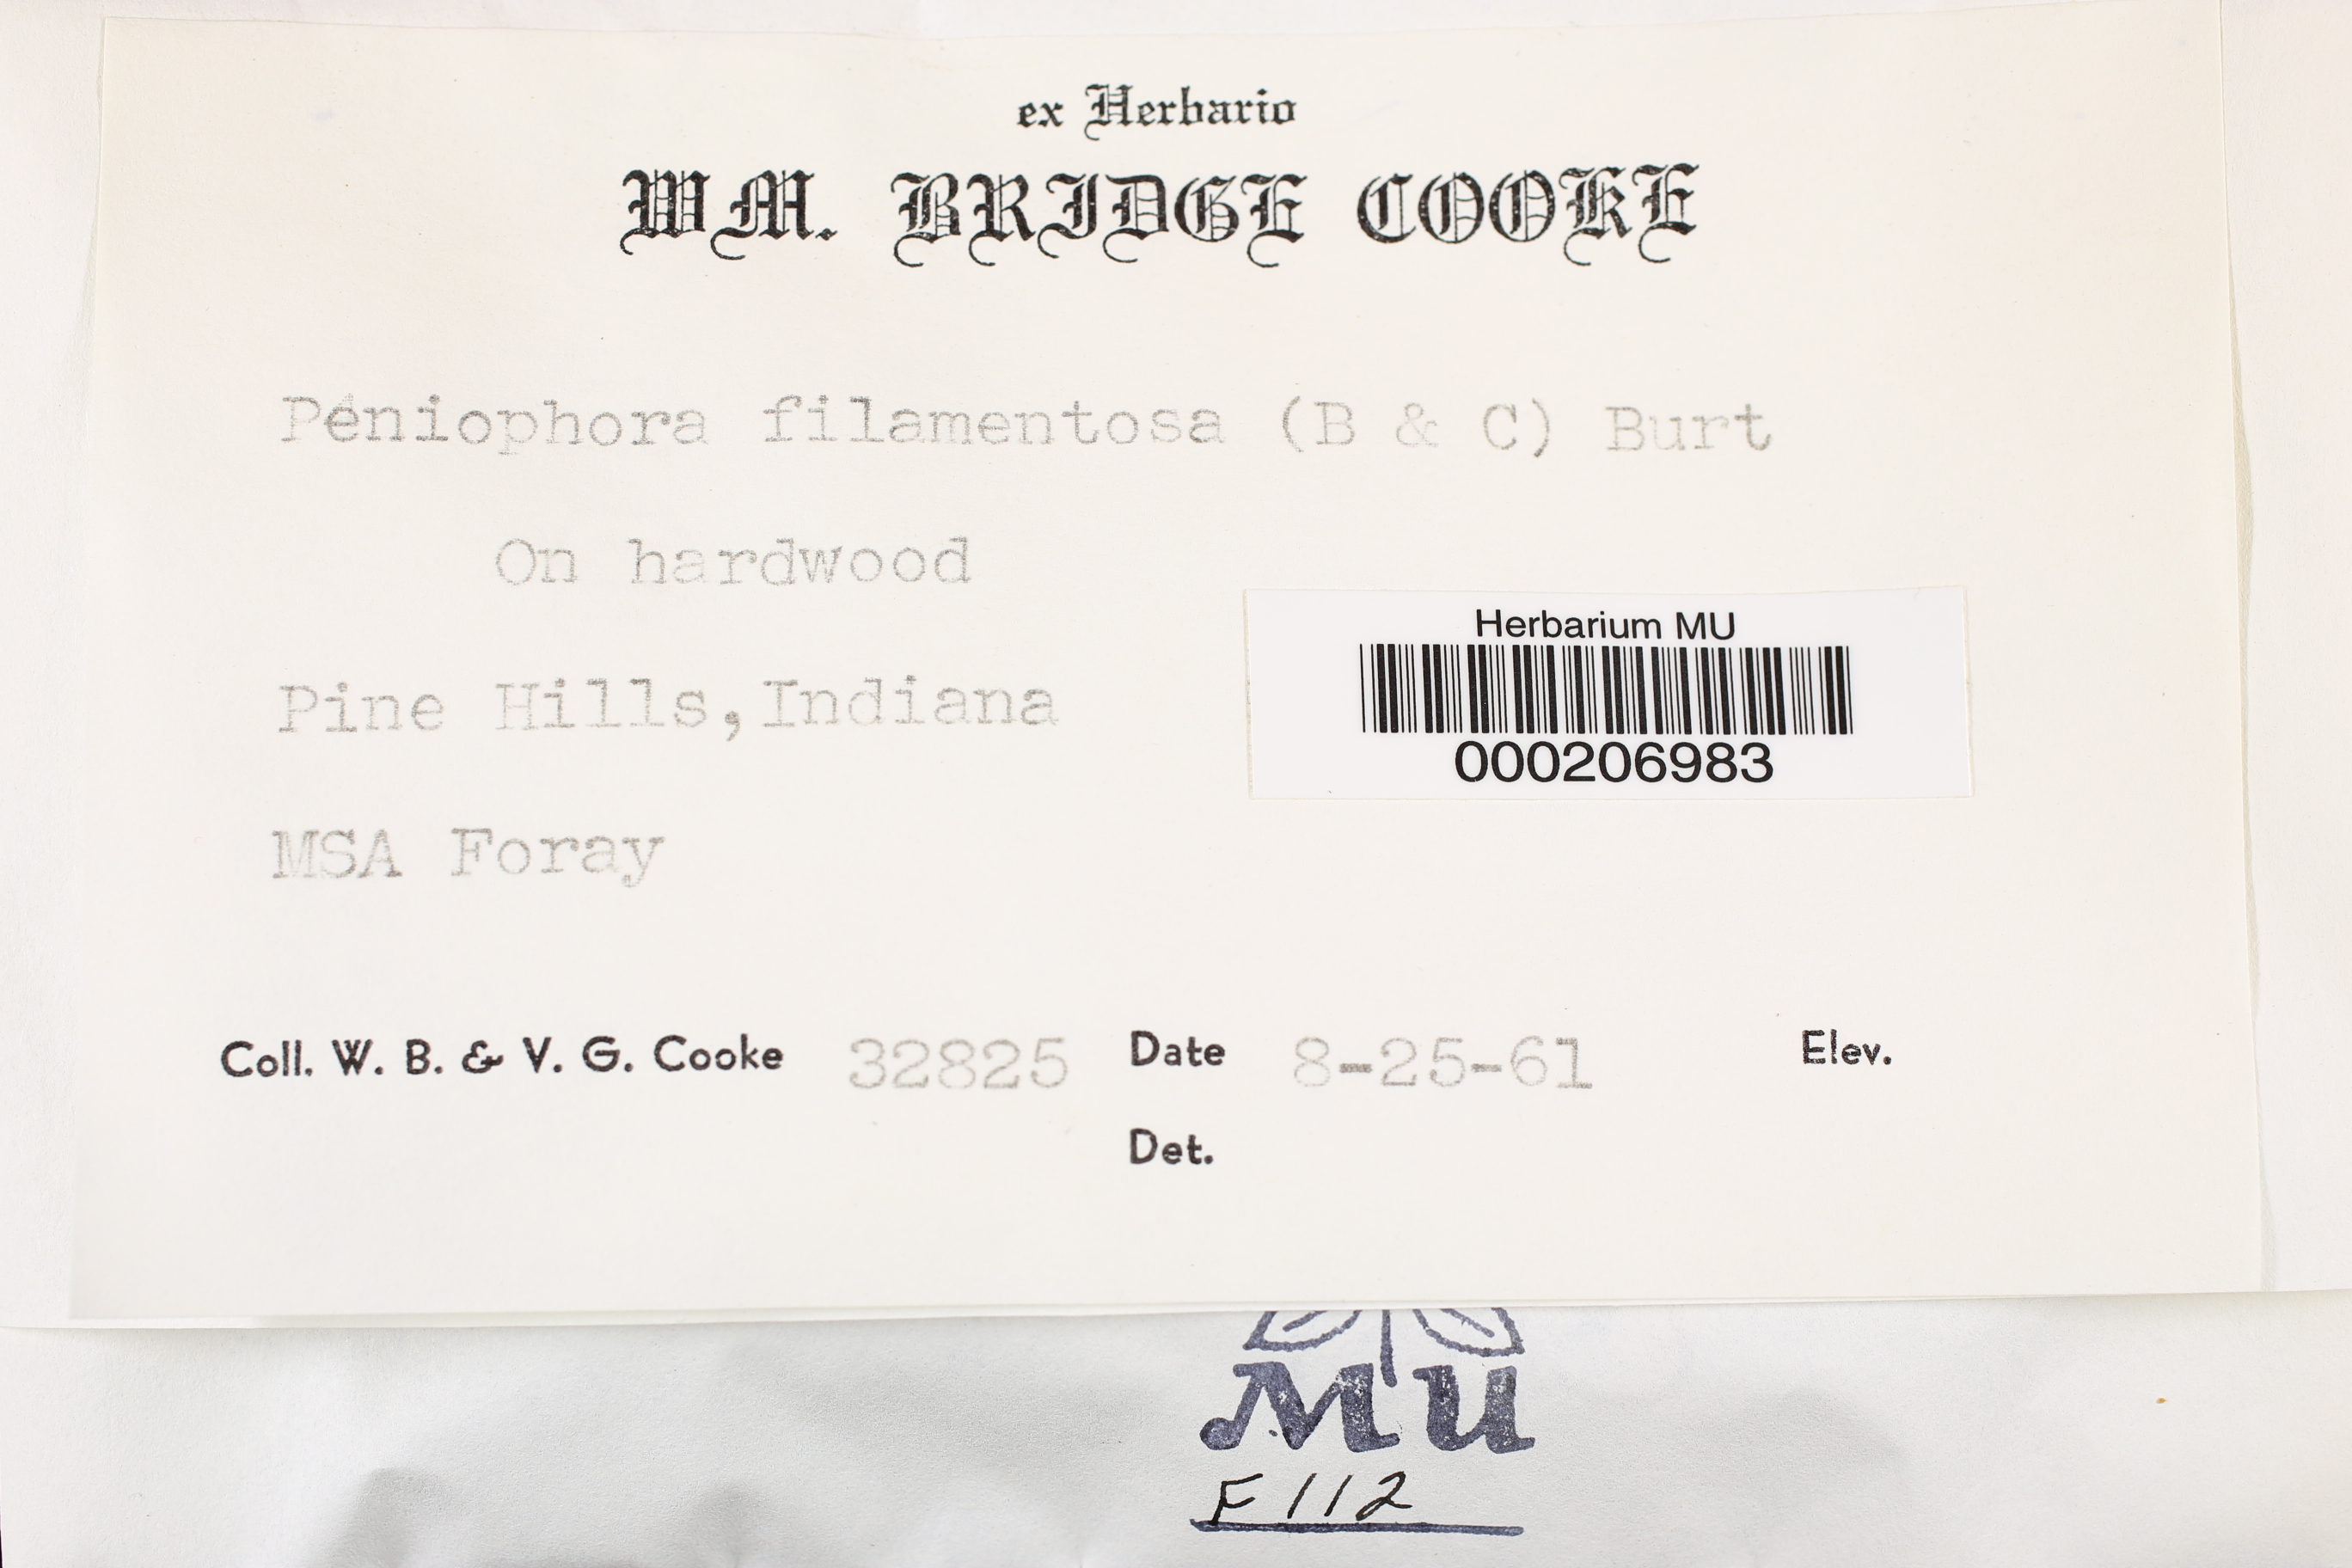 ex Herbario
WM. BRIDGE COOKE
Peniophora filamentosa (B & C) Burt
On hardwood
Herbarium MU
000206983
Pine Hills, Indiana
MSA Foray
Coll. W. B. & V. G. Cooke 32825 Date 8-25-61 Elev.
Det.
MU
F112